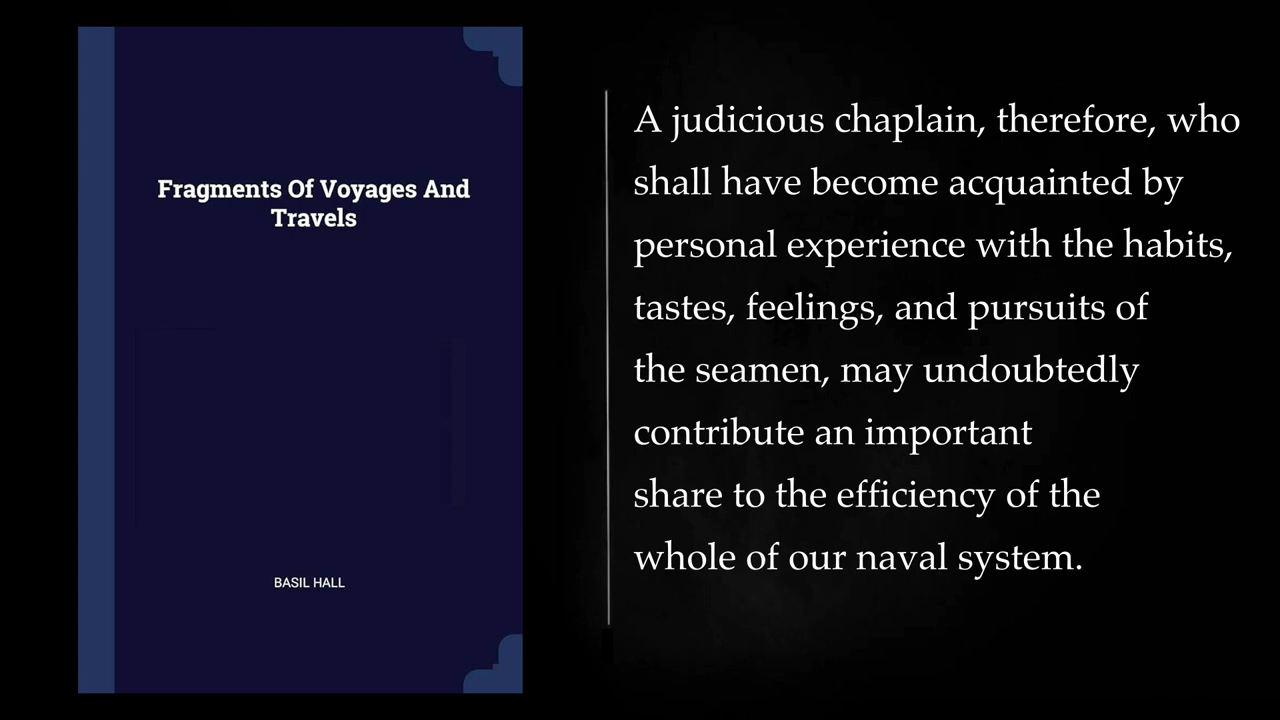 Fragments Of Voyages And
Travels
BASIL HALL
A judicious chaplain, therefore, who
shall have become acquainted by
personal experience with the habits,
tastes, feelings, and pursuits of
the seamen, may undoubtedly
contribute an important
share to the efficiency of the
whole of our naval system.